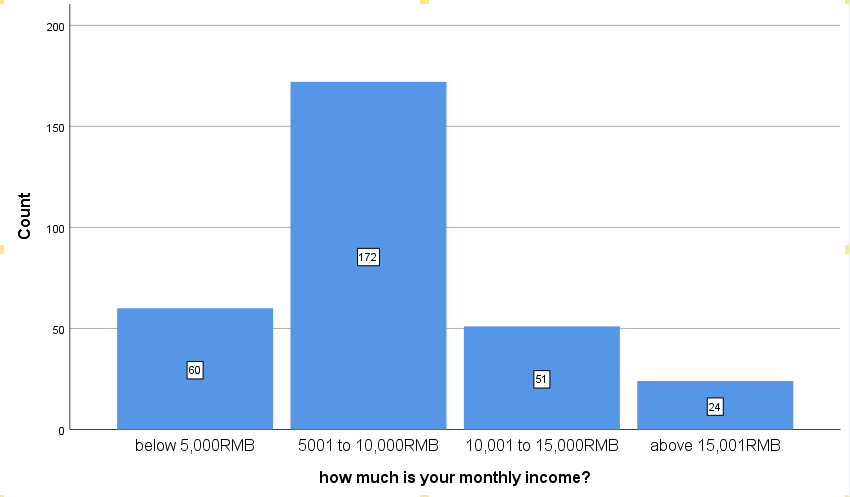 200
150
100
50
0
Count
60
172
51
24
below 5,000RMB
5001 to 10,000RMB
10,001 to 15,000RMB
above 15,001RMB
how much is your monthly income?